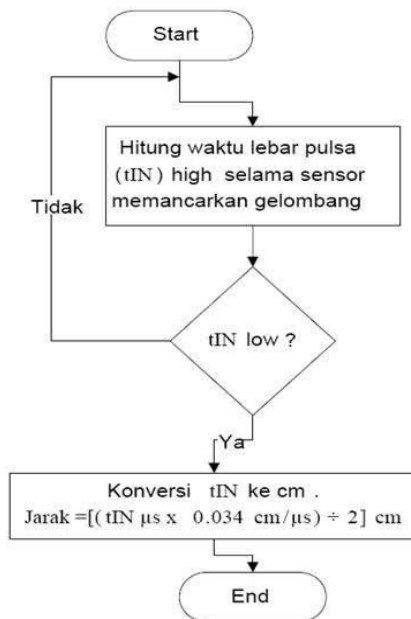 Start
Hitung waktu lebar pulsa
(tIN) high selama sensor
memancarkan gelombang
Tidak
tIN low ?
Ya
Konversi tIN ke cm .
Jarak =[( tIN µs x 0.034 cm/µs) ÷ 2] cm
End